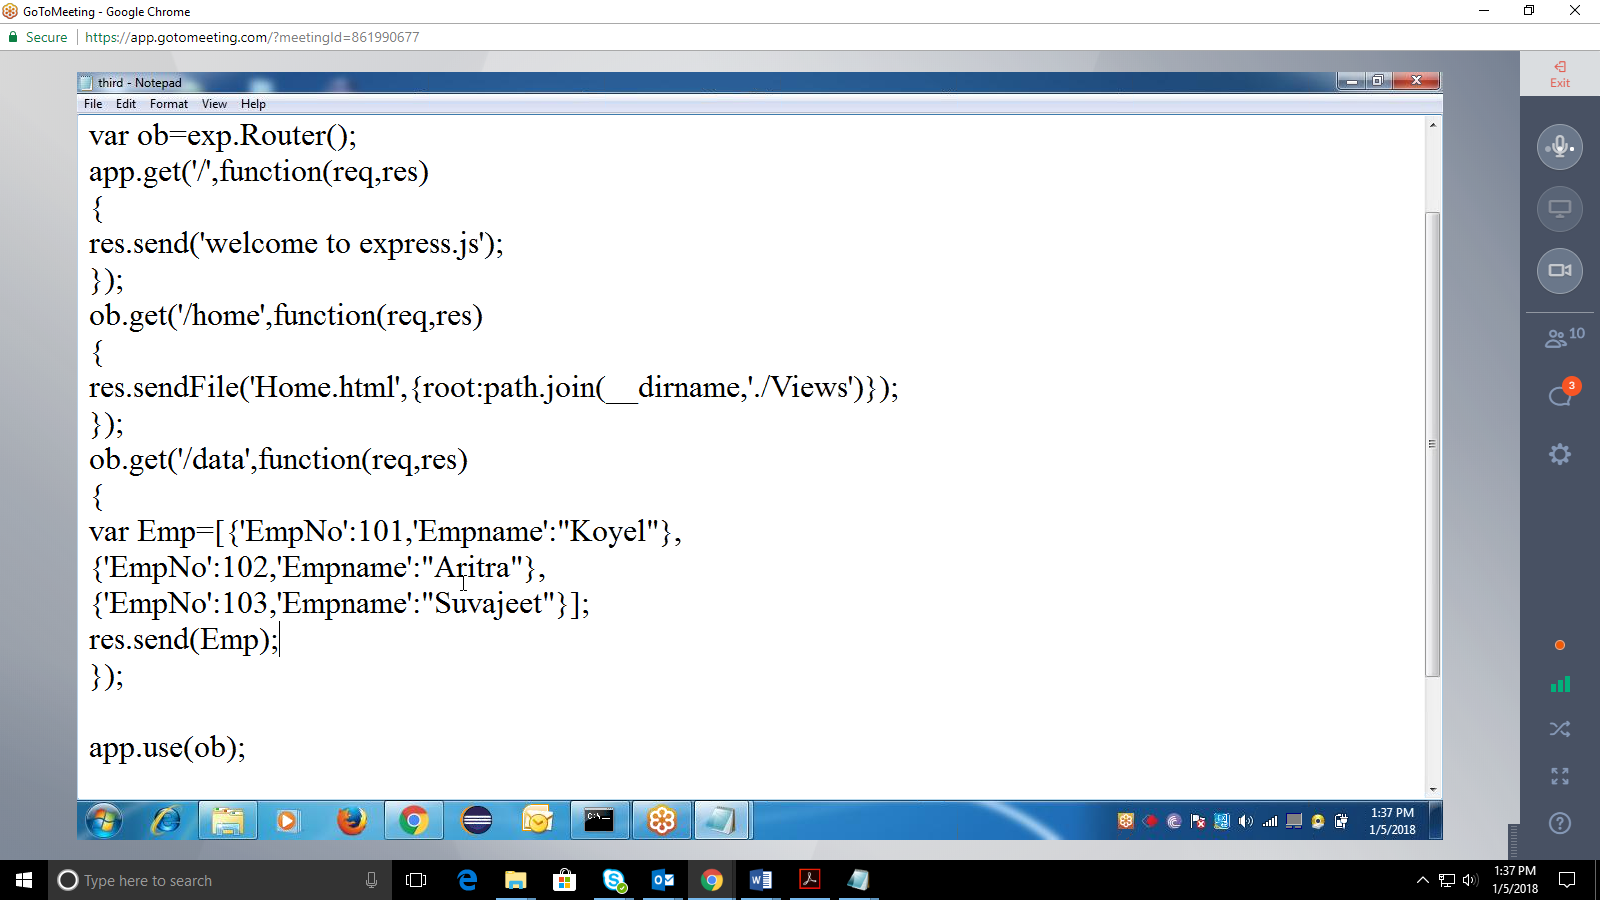 GoToMeeting - Google Chrome
Secure
https://app.gotomeeting.com/?meetingId=861990677
Exit
third - Notepad
File Edit Format View Help
var ob=exp.Router();
app.get('/',function(req,res)
{
res.send('welcome to express.js');
});
ob.get('/home',function(req,res)
{
res.sendFile('Home.html',{root:path.join(__dirname,'./Views')});
});
ob.get('/data',function(req,res)
{
var Emp=[{'EmpNo':101,'Empname':"Koyel"},
{'EmpNo':102,'Empname':"Aritra"},
{'EmpNo':103,'Empname':"Suvajeet"}];
res.send(Emp);
});
app.use(ob);
10
3
1:37 PM
1/5/2018
Type here to search
1:37 PM
1/5/2018